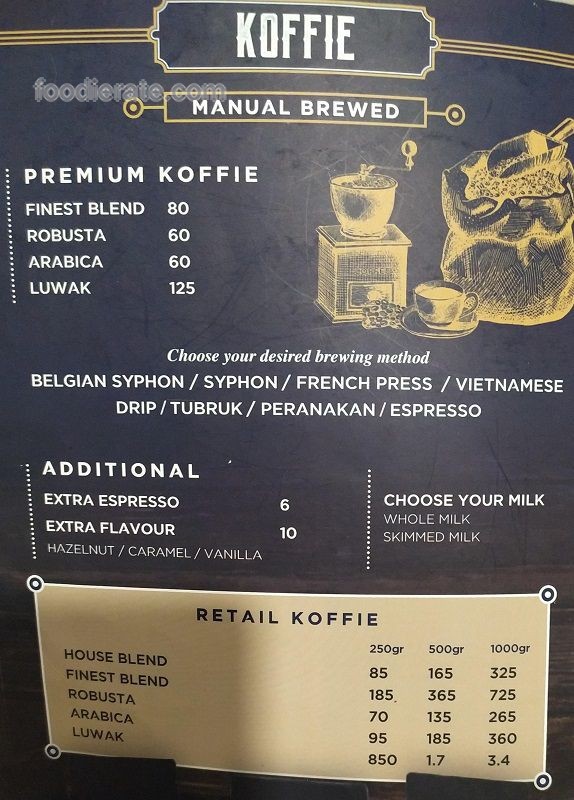 KOFFIE
foodierate.com
MANUAL BREWED
PREMIUM KOFFIE
FINEST BLEND 80
ROBUSTA 60
ARABICA 60
LUWAK 125
Choose your desired brewing method
BELGIAN SYPHON / SYPHON / FRENCH PRESS / VIETNAMESE
DRIP / TUBRUK / PERANAKAN / ESPRESSO
ADDITIONAL
EXTRA ESPRESSO 6
EXTRA FLAVOUR 10
HAZELNUT / CARAMEL / VANILLA
CHOOSE YOUR MILK
WHOLE MILK
SKIMMED MILK
RETAIL KOFFIE
250gr 500gr 1000gr
HOUSE BLEND 85 165 325
FINEST BLEND 185 365 725
ROBUSTA 70 135 265
ARABICA 95 185 360
LUWAK 850 1.7 3.4